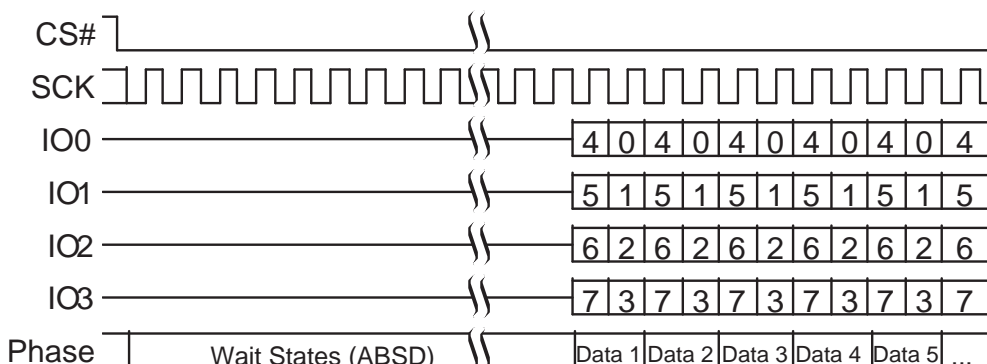 CS#
SCK
IO0 4 0 4 0 4 0 4 0 4 0 4
IO1 5 1 5 1 5 1 5 1 5 1 5
IO2 6 2 6 2 6 2 6 2 6 2 6
IO3 7 3 7 3 7 3 7 3 7 3 7
Phase Wait States (ABSD) Data 1 Data 2 Data 3 Data 4 Data 5 ...